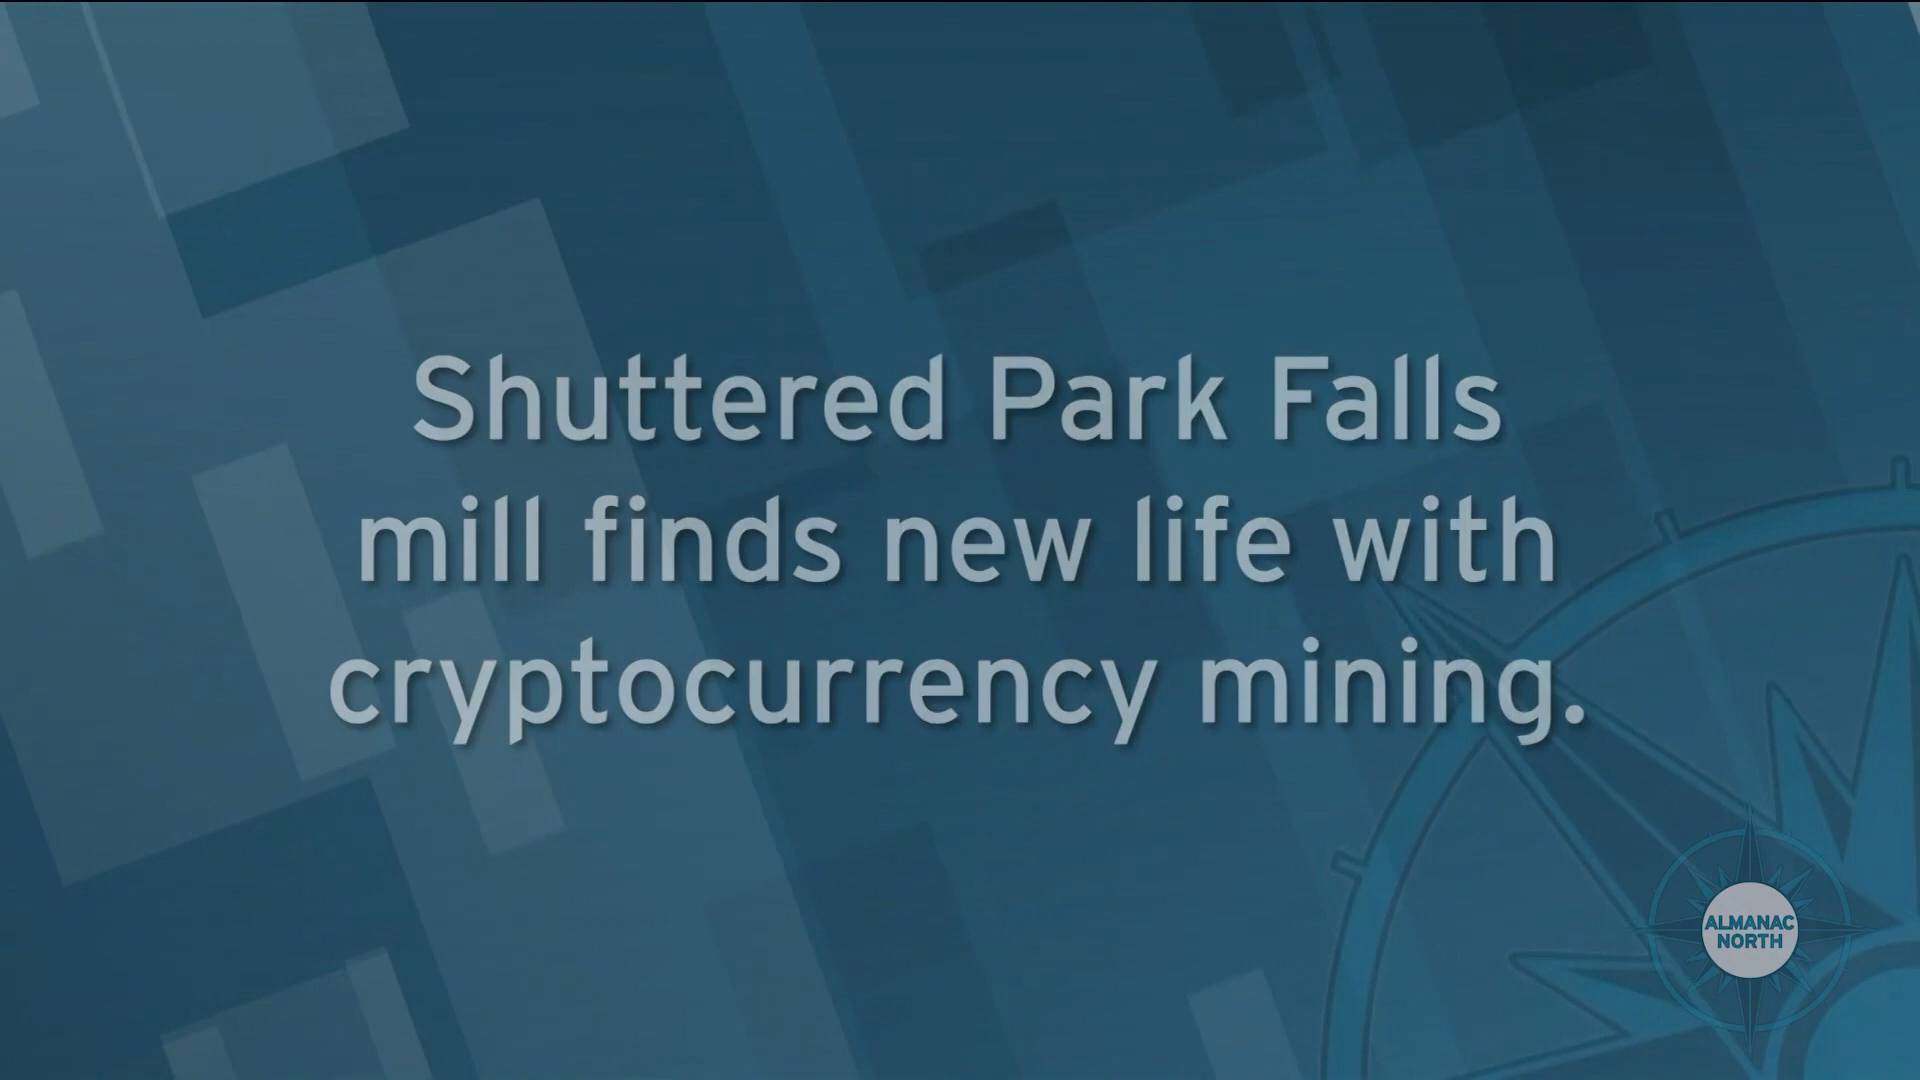 Shuttered Park Falls
mill finds new life with
cryptocurrency mining.
ALMANAC
NORTH